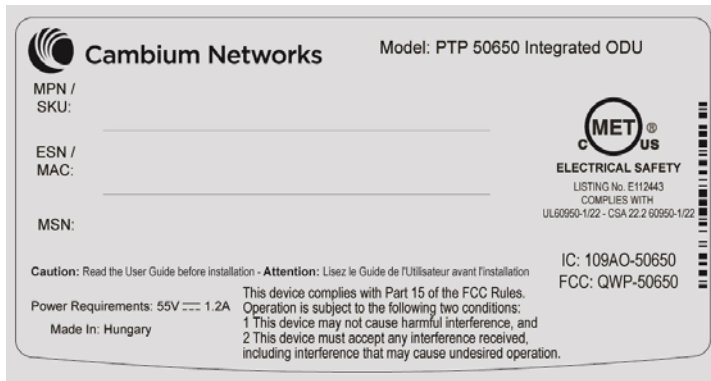 Cambium Networks
Model: PTP 50650 Integrated ODU
MPN /
SKU:
ESN /
MAC:
MSN:
C MET US ®
ELECTRICAL SAFETY
LISTING No. E112443
COMPLIES WITH
UL60950-1/22 - CSA 22.2 60950-1/22
IC: 109AO-50650
FCC: QWP-50650
Caution: Read the User Guide before installation - Attention: Lisez le Guide de l'Utilisateur avant l'installation
Power Requirements: 55V ⎓ 1.2A
Made In: Hungary
This device complies with Part 15 of the FCC Rules.
Operation is subject to the following two conditions:
1 This device may not cause harmful interference, and
2 This device must accept any interference received,
including interference that may cause undesired operation.